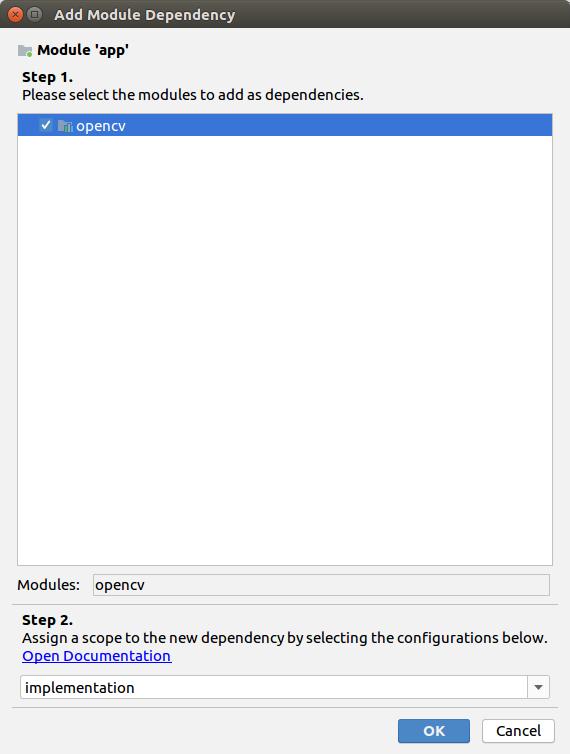 Add Module Dependency
Module 'app'
Step 1.
Please select the modules to add as dependencies.
opencv
Modules: opencv
Step 2.
Assign a scope to the new dependency by selecting the configurations below.
Open Documentation
implementation
OK Cancel